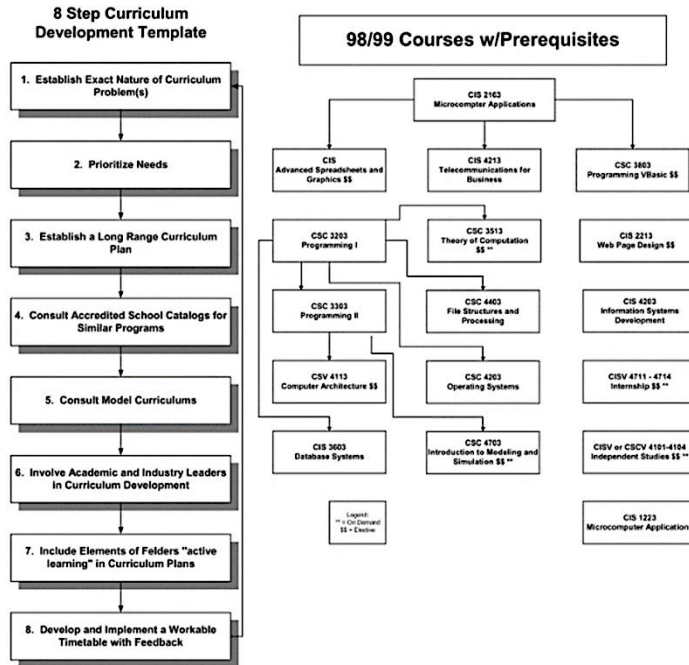 8 Step Curriculum
Development Template
1. Establish Exact Nature of Curriculum
Problem(s)
2. Prioritize Needs
3. Establish a Long Range Curriculum
Plan
4. Consult Accredited School Catalogs for
Similar Programs
5. Consult Model Curriculums
6. Involve Academic and Industry Leaders
in Curriculum Development
7. Include Elements of Felders "active
learning" in Curriculum Plans
8. Develop and Implement a Workable
Timetable with Feedback
98/99 Courses w/Prerequisites
CIS 2163
Microcompter Applications
CIS
Advanced Spreadsheets and
Graphics $$
CIS 4213
Telecommunications for
Business
CSC 3803
Programming VBasic $$
CSC 3203
Programming I
CSC 3513
Theory of Computation
$$ **
CIS 2213
Web Page Design $$
CSC 3303
Programming II
CSC 4403
File Structures and
Processing
CIS 4203
Information Systems
Development
CSV 4113
Computer Architecture $$
CSC 4203
Operating Systems
CISV 4711 - 4714
Internship $$ **
CIS 3603
Database Systems
CSC 4703
Introduction to Modeling and
Simulation $$ **
CISV or CSCV 4101-4104
Independent Studies $$ **
Legend:
** = On Demand
$$ = Elective
CIS 1223
Microcomputer Application